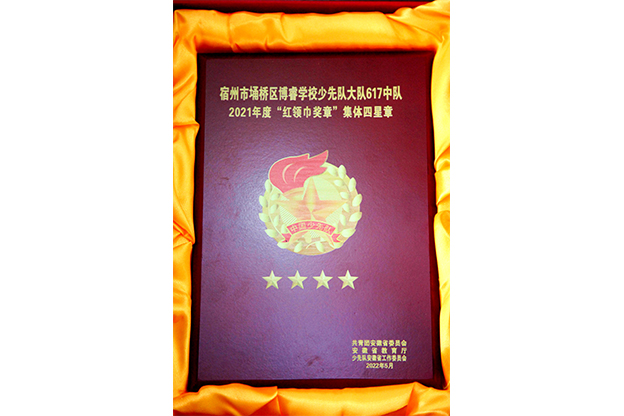 宿州市埇桥区博睿学校少先队大队617中队
2021年度“红领巾奖章”集体四星章
中国少先队
共青团安徽省委员会
安徽省教育厅
少先队安徽省工作委员会
2022年5月